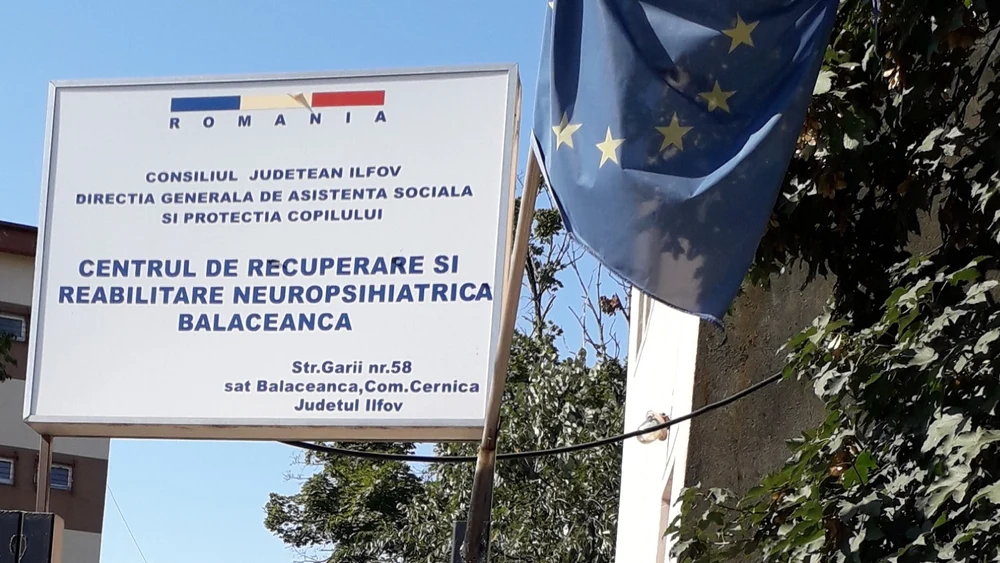 ROMANIA
CONSILIUL JUDETEAN ILFOV
DIRECTIA GENERALA DE ASISTENTA SOCIALA
SI PROTECTIA COPILULUI
CENTRUL DE RECUPERARE SI
REABILITARE NEUROPSIHIATRICA
BALACEANCA
Str.Garii nr.58
sat Balaceanca,Com.Cernica
Judetul Ilfov